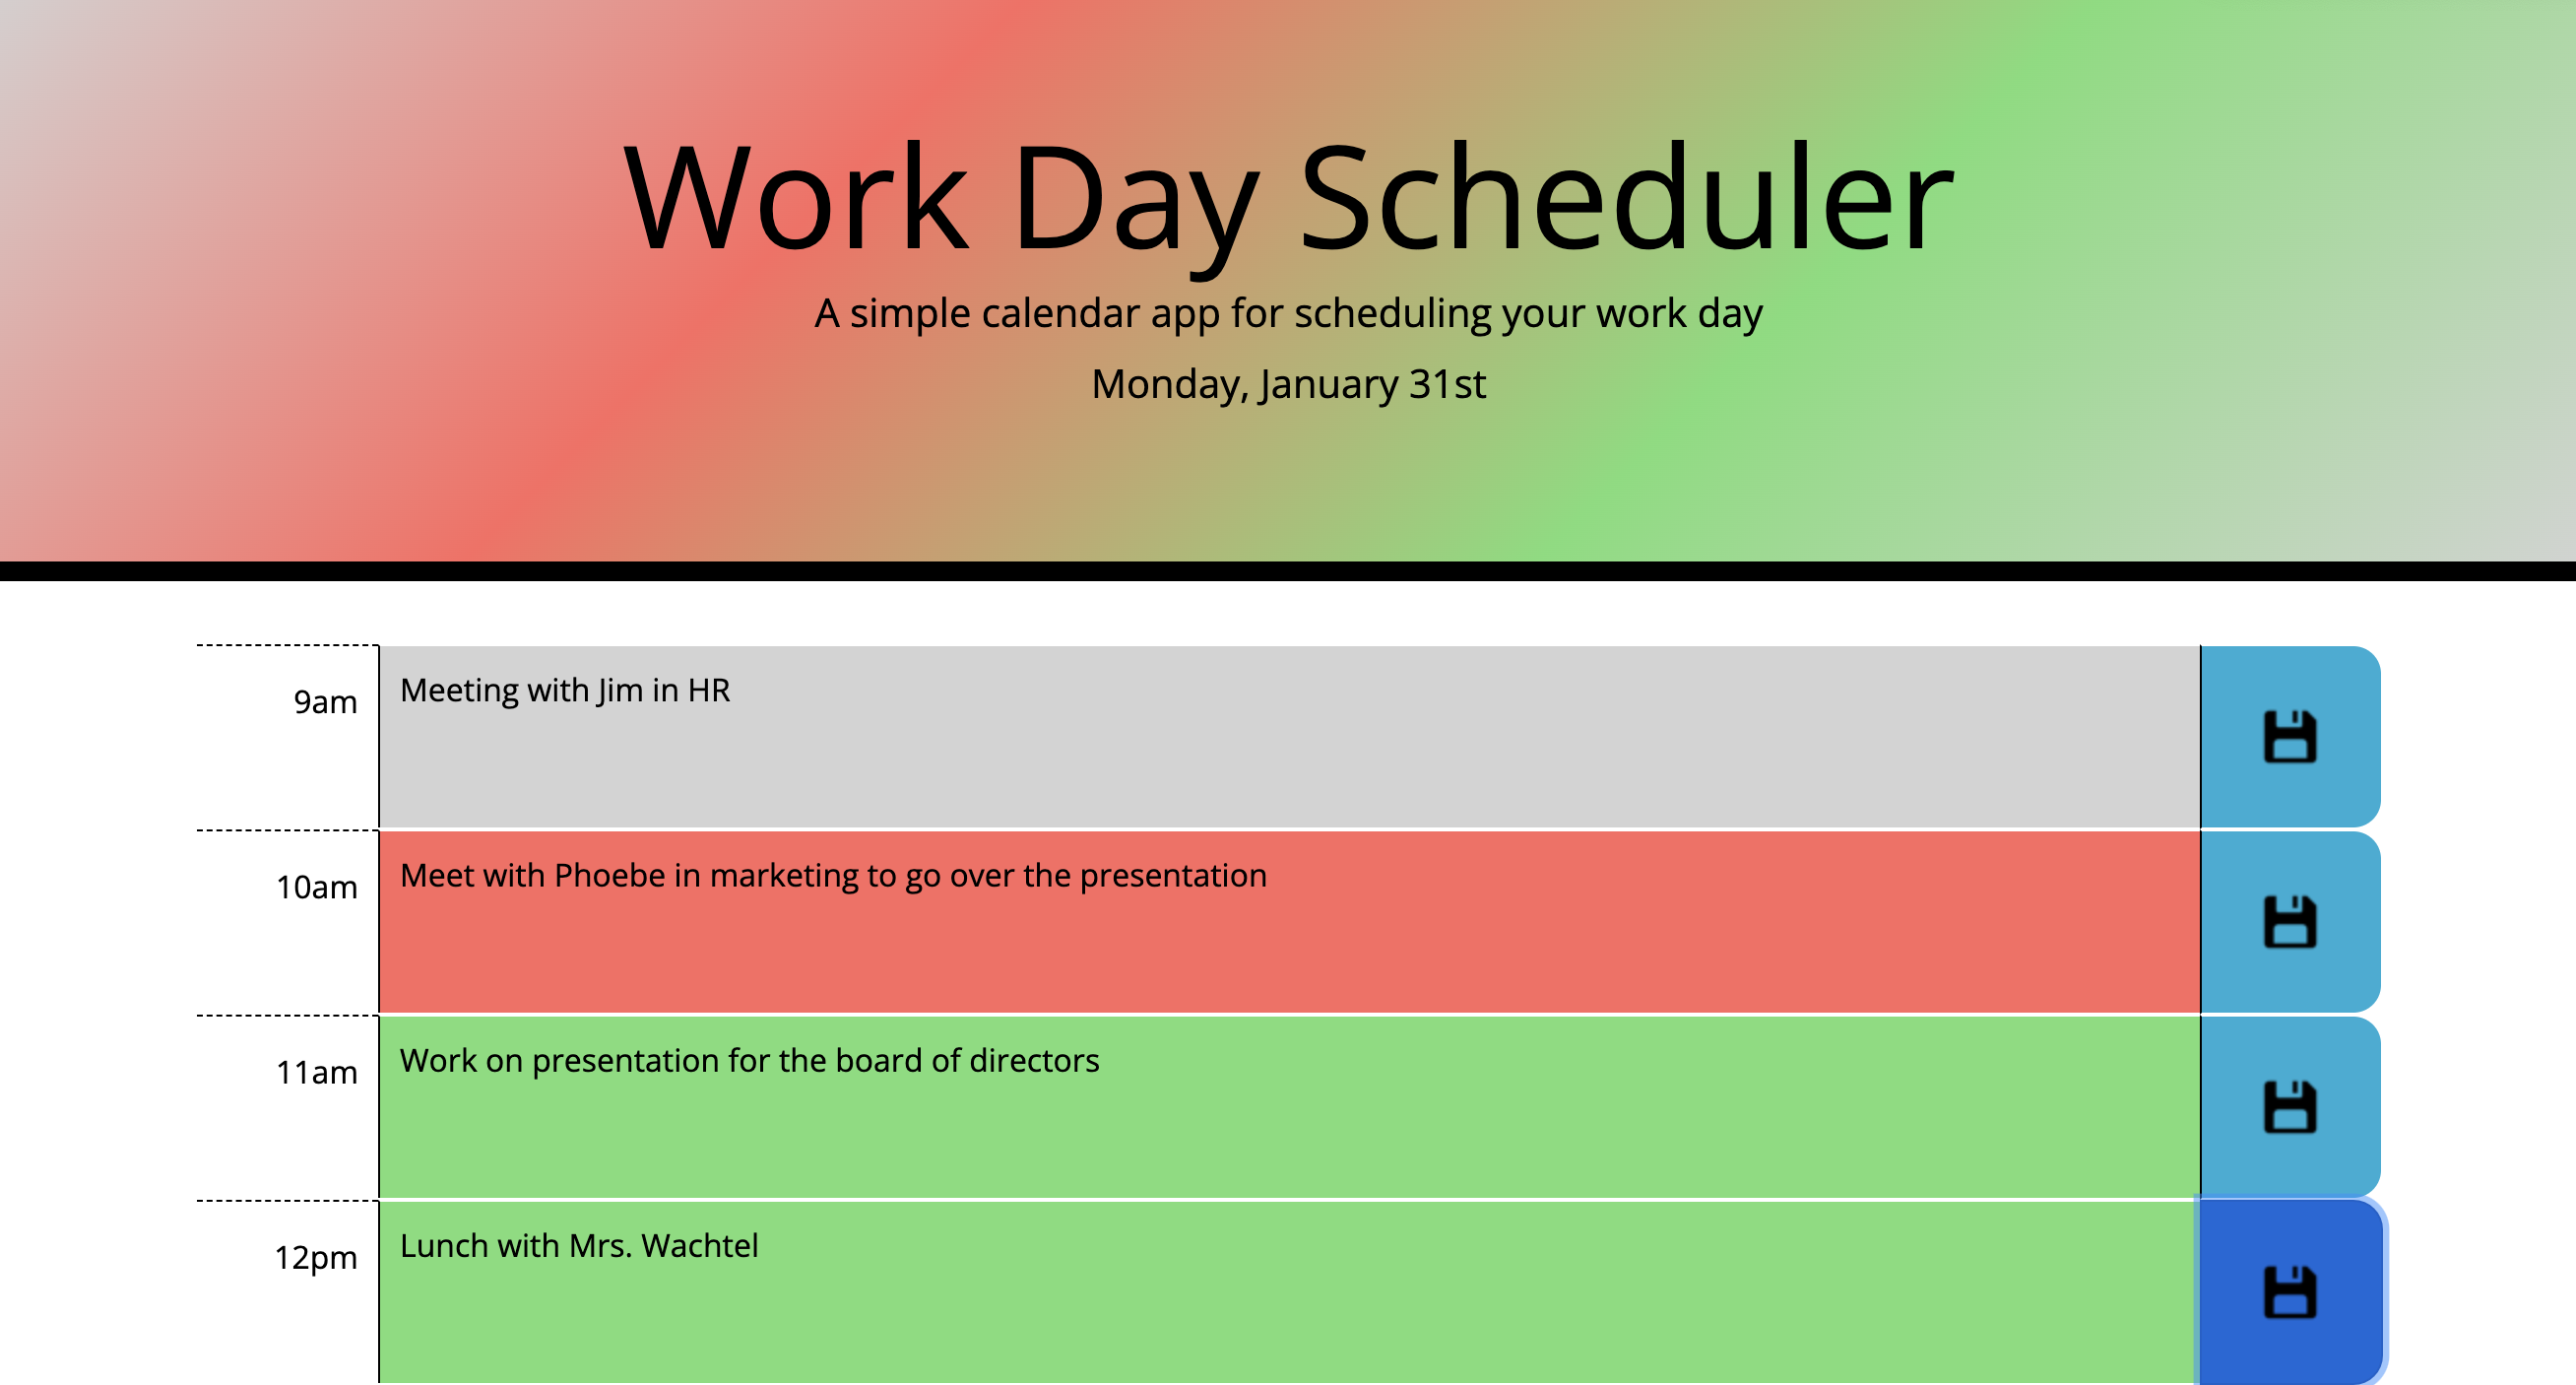 Work Day Scheduler
A simple calendar app for scheduling your work day
Monday, January 31st
9am
Meeting with Jim in HR
10am
Meet with Phoebe in marketing to go over the presentation
11am
Work on presentation for the board of directors
12pm
Lunch with Mrs. Wachtel